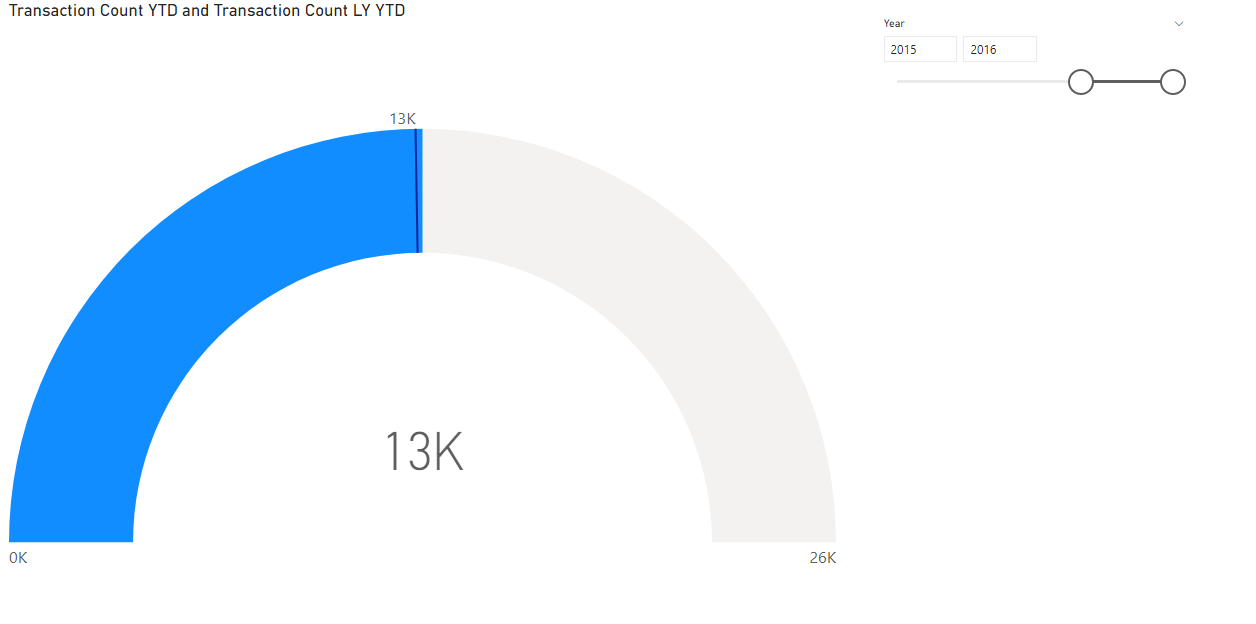 Transaction Count YTD and Transaction Count LY YTD
Year
2015 2016
13K
13K
0K 26K